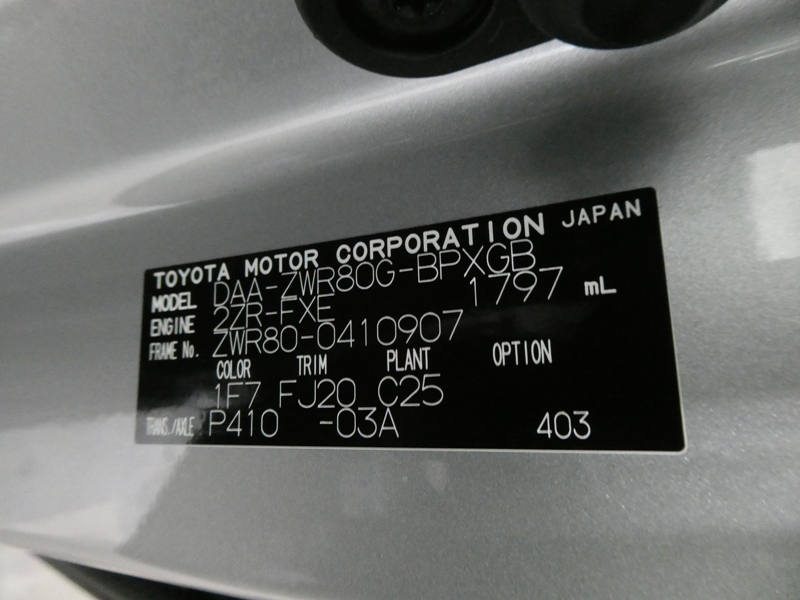 TOYOTA MOTOR CORPORATION JAPAN
MODEL DAA-ZWR80G-BPXGB
ENGINE 2ZR-FXE 1797 mL
FRAME No. ZWR80-0410907
COLOR TRIM PLANT OPTION
1F7 FJ20 C25
TRANS./AXLE P410 -03A 403